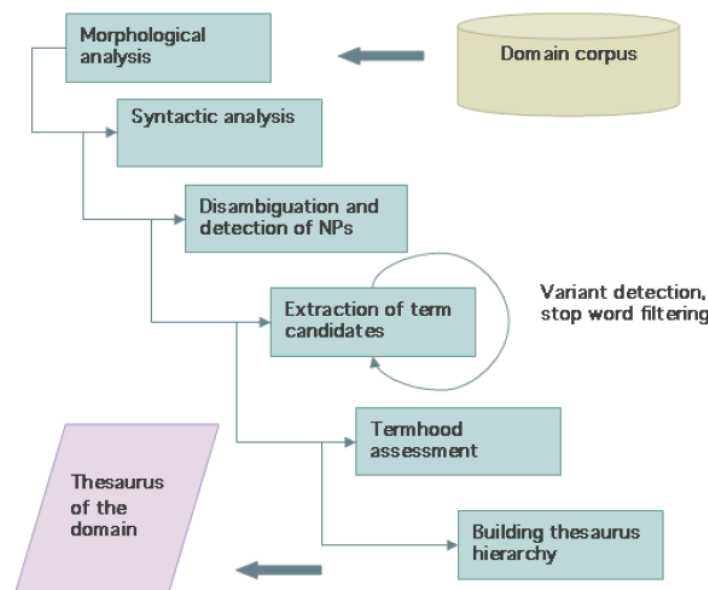 Morphological
analysis
Domain corpus
Syntactic analysis
Disambiguation and
detection of NPs
Extraction of term
candidates
Variant detection,
stop word filtering
Termhood
assessment
Thesaurus
of the
domain
Building thesaurus
hierarchy